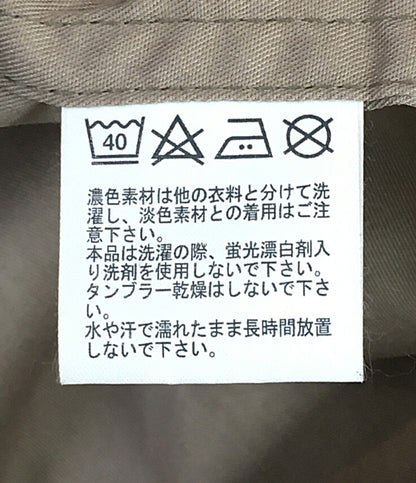 40
濃色素材は他の衣料と分けて洗
濯し、淡色素材との着用はご注
意下さい。
本品は洗濯の際、蛍光漂白剤入
り洗剤を使用しないで下さい。
タンブラー乾燥はしないで下さ
い。
水や汗で濡れたまま長時間放置
しないで下さい。